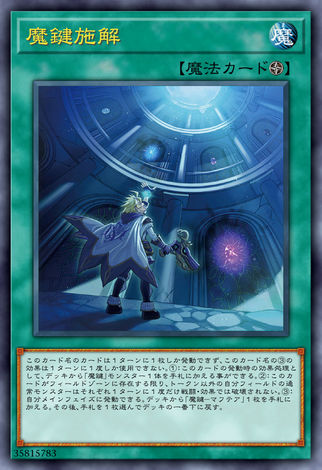 魔鍵施解
魔
【魔法カード】
このカード名のカードは1ターンに1枚しか発動できず、このカード名の③の
効果は1ターンに1度しか使用できない。①：このカードの発動時の効果処理と
して、デッキから「魔鍵」モンスター1体を手札に加える事ができる。②：このカ
ードがフィールドゾーンに存在する限り、トークン以外の自分フィールドの通
常モンスターはそれぞれ1ターンに1度だけ戦闘・効果では破壊されない。③：
自分メインフェイズに発動できる。デッキから「魔鍵－マフテア」1枚を手札に
加える。その後、手札を1枚選んでデッキの一番下に戻す。
35815783